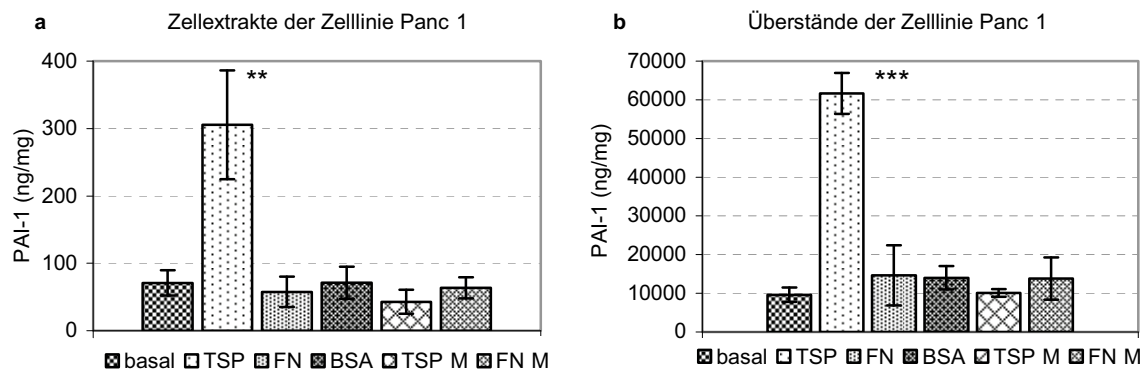 a Zellextrakte der Zelllinie Panc 1
PAI-1 (ng/mg)
400
300
200
100
0
**
basal TSP FN BSA TSP M FN M
b Überstände der Zelllinie Panc 1
PAI-1 (ng/mg)
70000
60000
50000
40000
30000
20000
10000
0
***
basal TSP FN BSA TSP M FN M